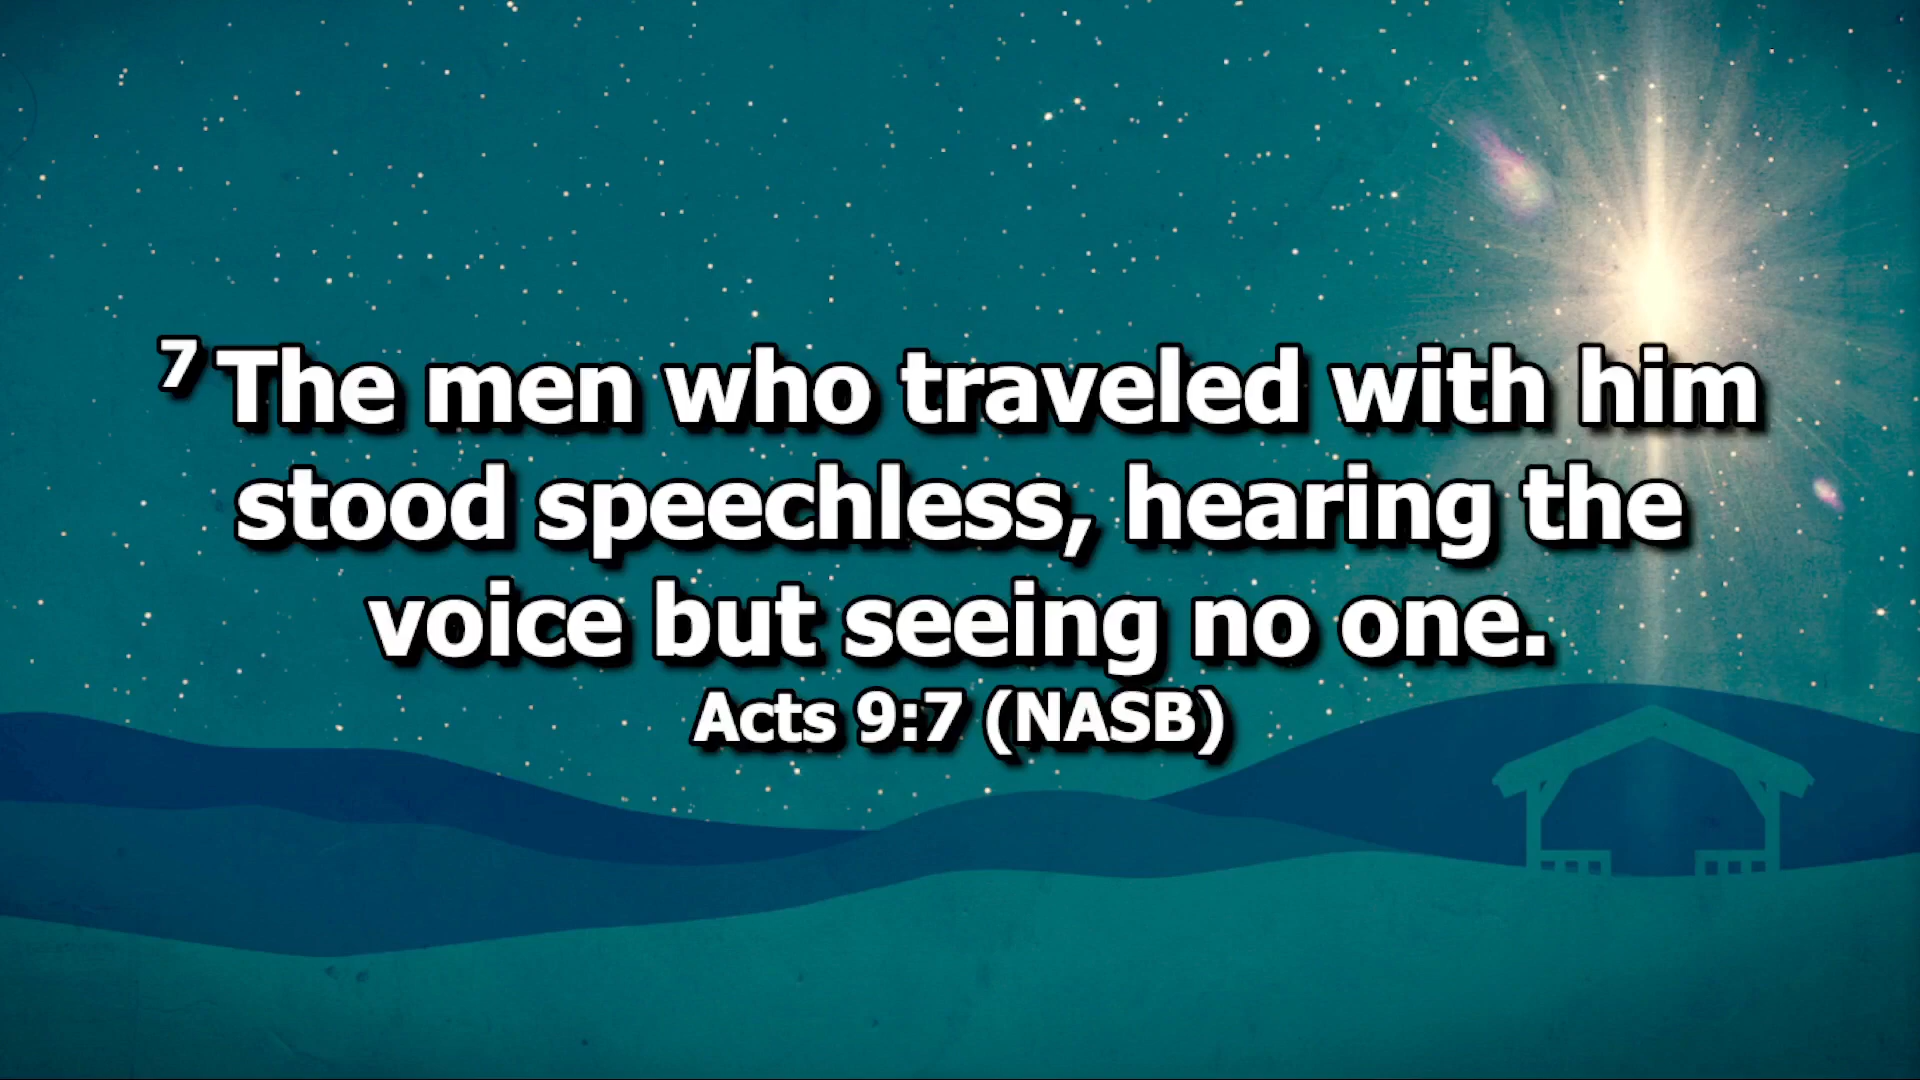 7 The men who traveled with him
stood speechless, hearing the
voice but seeing no one.
Acts 9:7 (NASB)